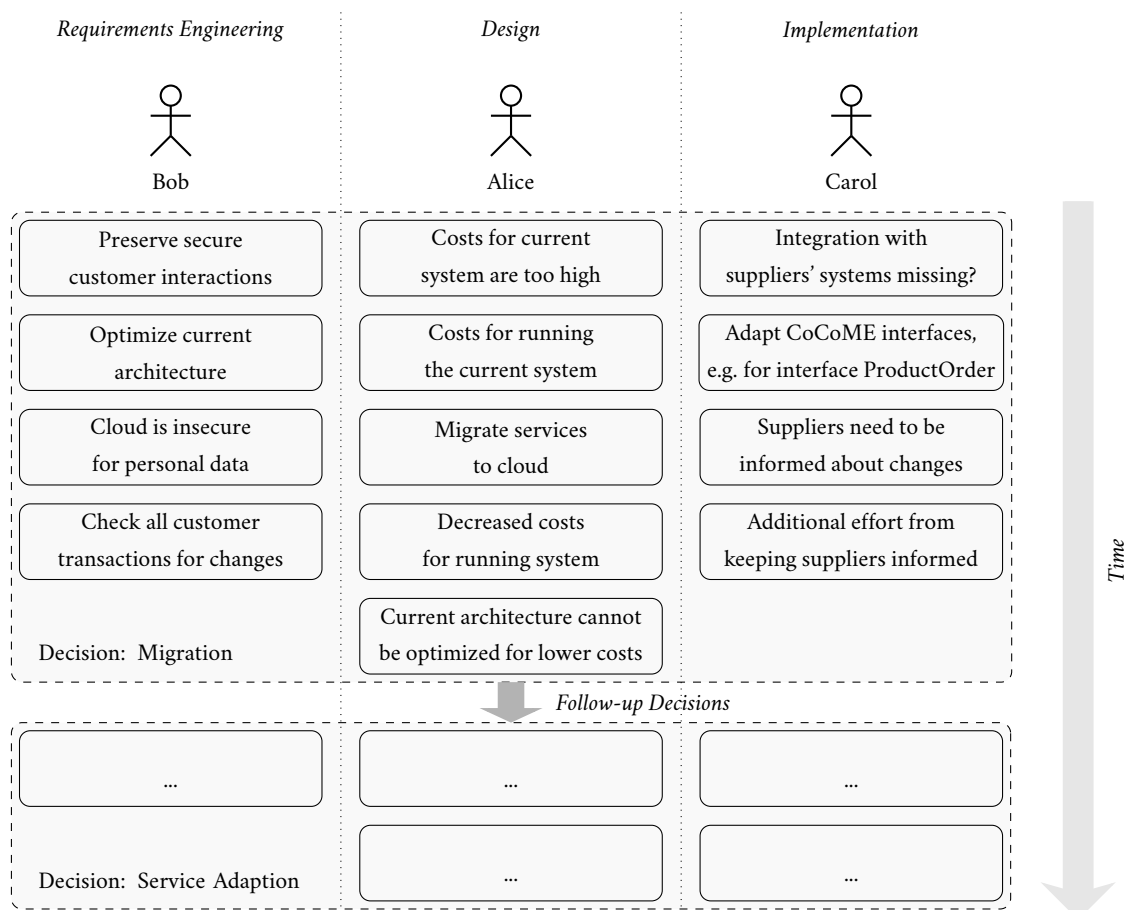 Requirements Engineering
Design
Implementation
Bob
Alice
Carol
Preserve secure
customer interactions
Costs for current
system are too high
Integration with
suppliers’ systems missing?
Optimize current
architecture
Costs for running
the current system
Adapt CoCoME interfaces,
e.g. for interface ProductOrder
Cloud is insecure
for personal data
Migrate services
to cloud
Suppliers need to be
informed about changes
Check all customer
transactions for changes
Decreased costs
for running system
Additional effort from
keeping suppliers informed
Current architecture cannot
be optimized for lower costs
Decision: Migration
Time
Follow-up Decisions
...
...
...
...
...
Decision: Service Adaption